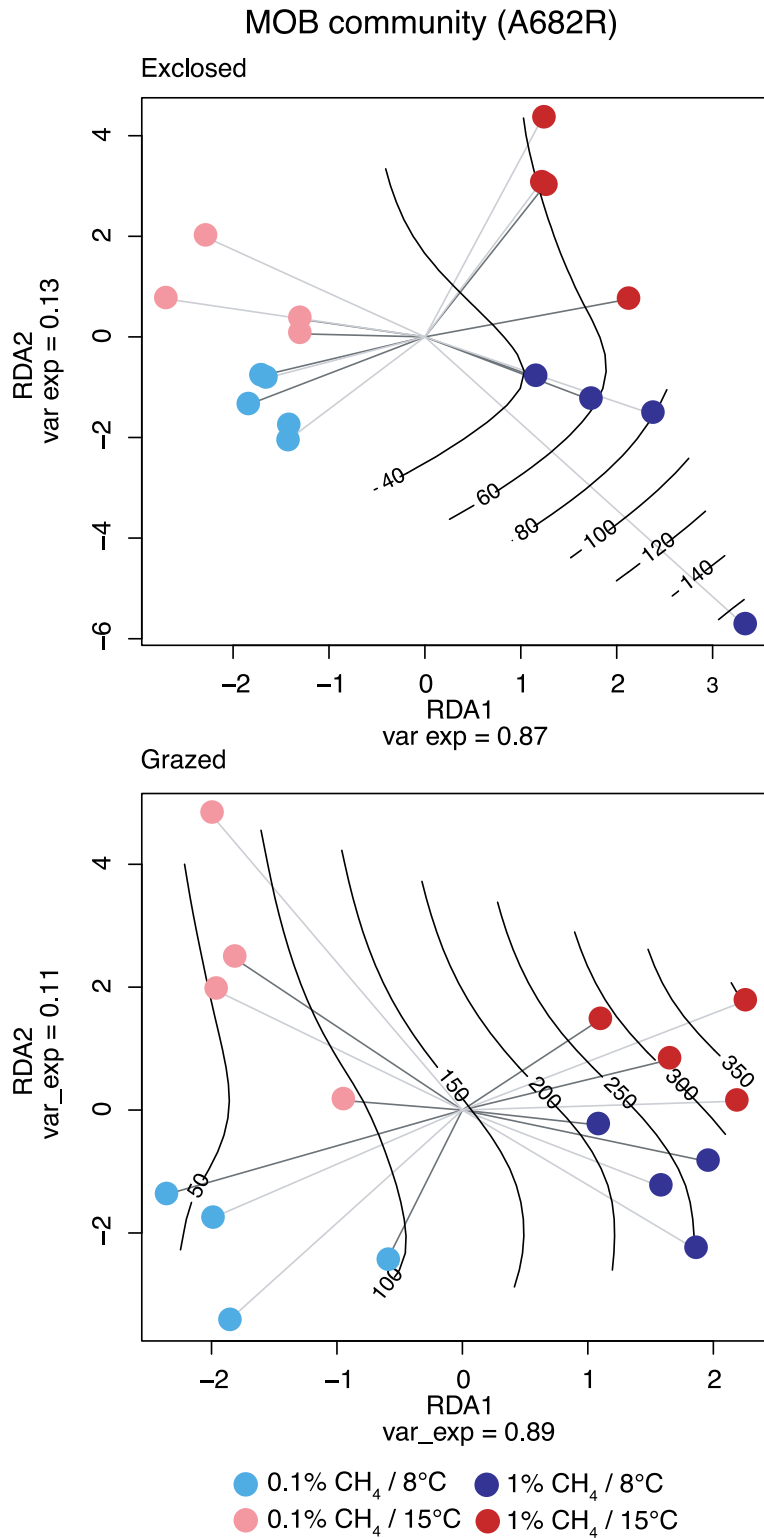 MOB community (A682R)
Exclosed
4
2
0
−2
−4
−6
RDA2
var exp = 0.13
40
60
80
100
120
140
−2 −1 0 1 2 3
RDA1
var exp = 0.87
Grazed
4
2
0
−2
RDA2
var_exp = 0.11
50
100
150
200
250
300
350
−2 −1 0 1 2
RDA1
var_exp = 0.89
0.1% CH₄ / 8°C 1% CH₄ / 8°C
0.1% CH₄ / 15°C 1% CH₄ / 15°C